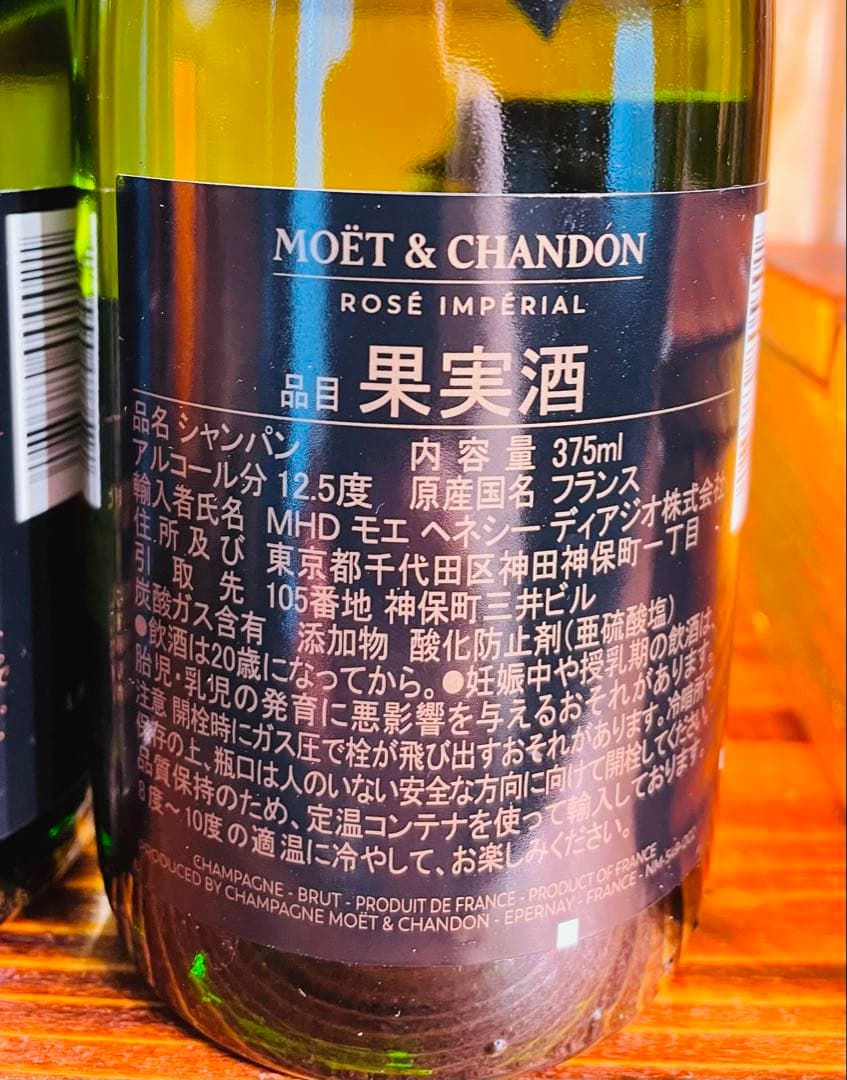 MOËT & CHANDON
ROSÉ IMPÉRIAL
品目 果実酒
品名 シャンパン 内容量 375ml
アルコール分 12.5度 原産国名 フランス
輸入者氏名 MHD モエ ヘネシー ディアジオ株式会社
住所及び 東京都千代田区神田神保町一丁目
引取先 105番地 神保町三井ビル
炭酸ガス含有 添加物 酸化防止剤(亜硫酸塩)
●飲酒は20歳になってから。●妊娠中や授乳期の飲酒は、
胎児・乳児の発育に悪影響を与えるおそれがあります。
注意 開栓時にガス圧で栓が飛び出すおそれがあります。冷暗所で
保存の上、瓶口は人のいない安全な方向に向けて開栓してください。
品質保持のため、定温コンテナを使って輸入しております。
8度〜10度の適温に冷やして、お楽しみください。
CHAMPAGNE - BRUT - PRODUIT DE FRANCE - PRODUCT OF FRANCE
PRODUCED BY CHAMPAGNE MOËT & CHANDON - EPERNAY - FRANCE -